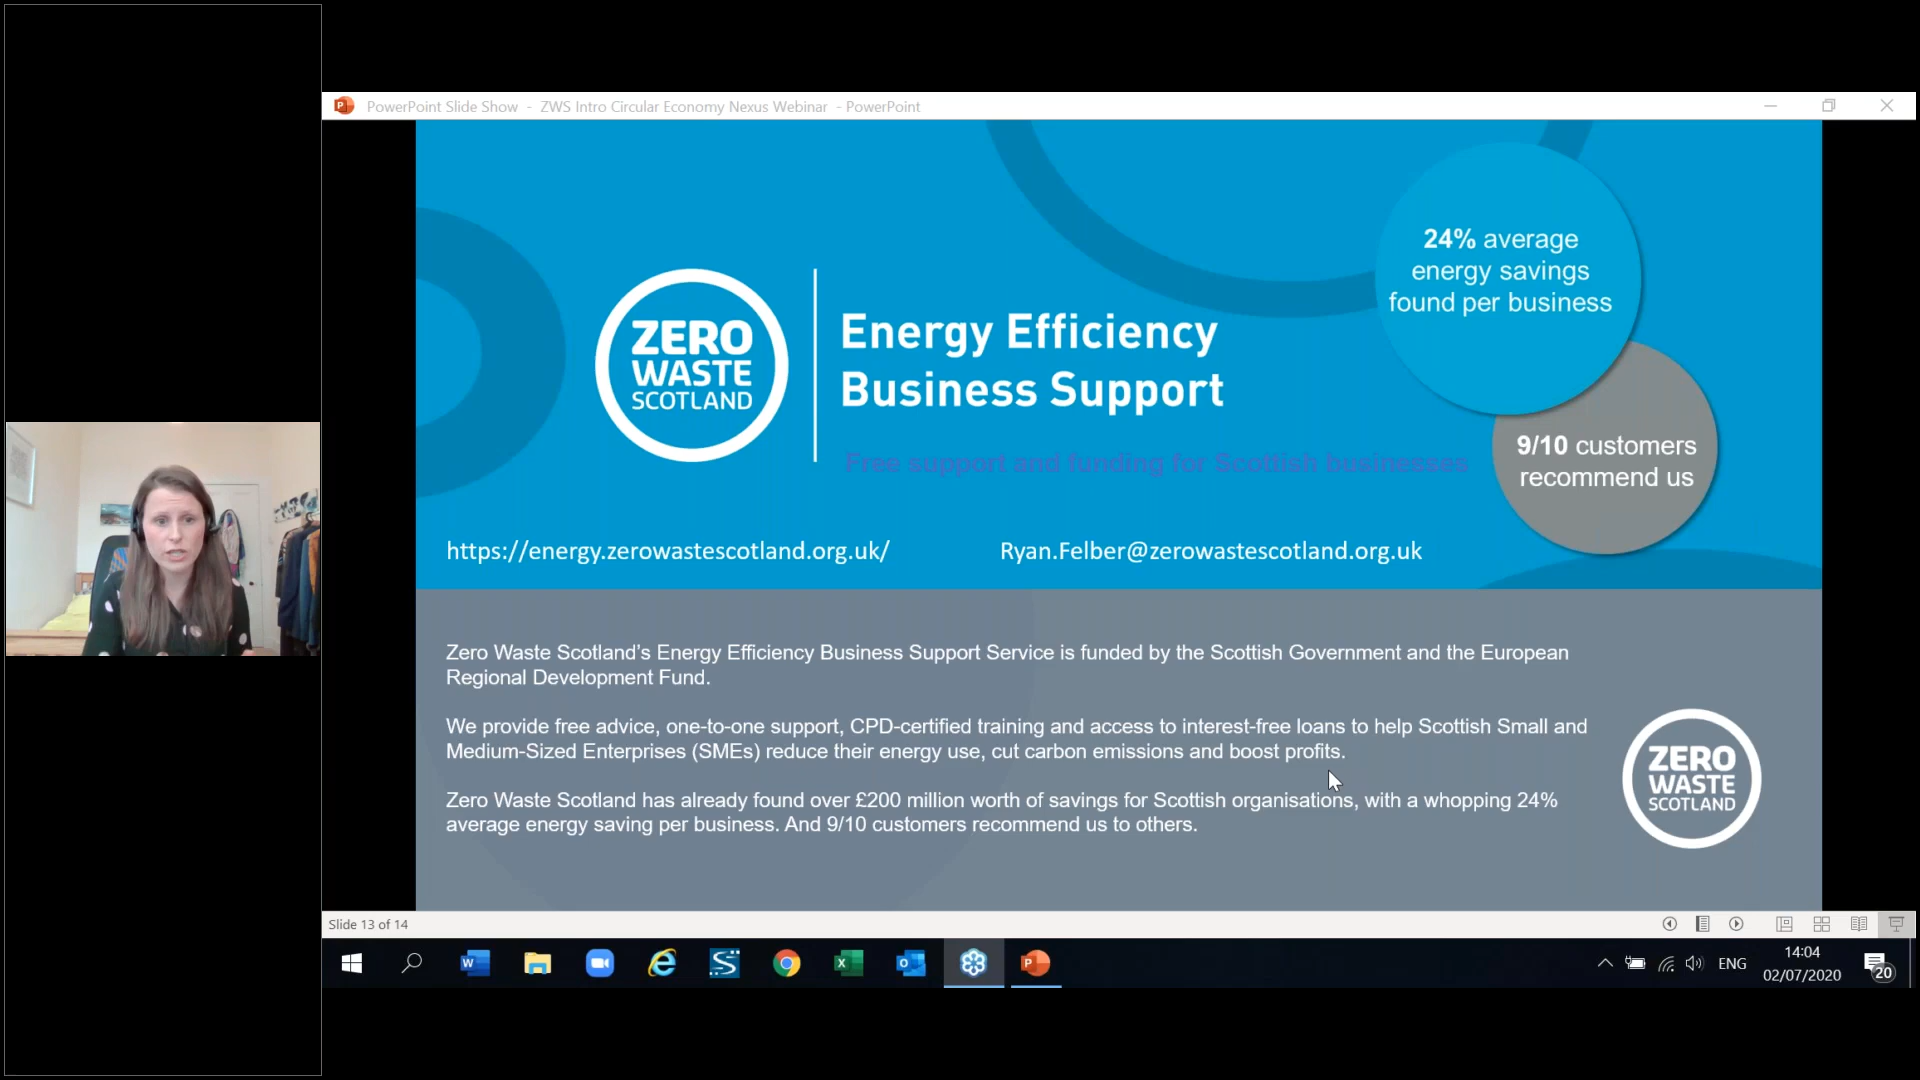 PowerPoint Slide Show - ZWS Intro Circular Economy Nexus Webinar - PowerPoint
24% average
energy savings
found per business
ZERO
WASTE
SCOTLAND
Energy Efficiency
Business Support
Free support and funding for Scottish businesses
9/10 customers
recommend us
https://energy.zerowastescotland.org.uk/
Ryan.Felber@zerowastescotland.org.uk
Zero Waste Scotland’s Energy Efficiency Business Support Service is funded by the Scottish Government and the European
Regional Development Fund.
We provide free advice, one-to-one support, CPD-certified training and access to interest-free loans to help Scottish Small and
Medium-Sized Enterprises (SMEs) reduce their energy use, cut carbon emissions and boost profits.
Zero Waste Scotland has already found over £200 million worth of savings for Scottish organisations, with a whopping 24%
average energy saving per business. And 9/10 customers recommend us to others.
ZERO
WASTE
SCOTLAND
Slide 13 of 14
ENG
14:04
02/07/2020
20